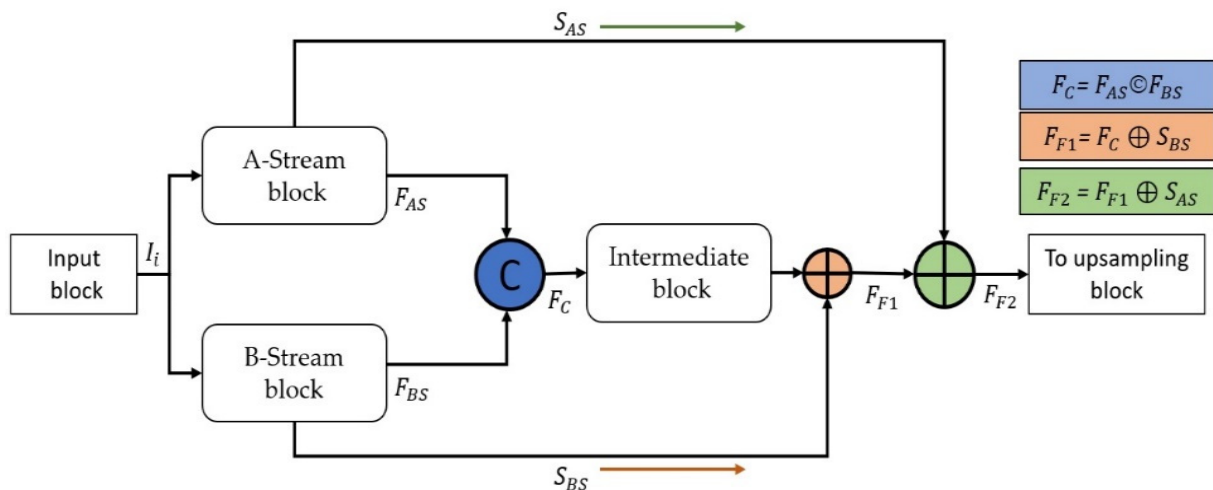 S_AS
F_C = F_AS©F_BS
F_F1 = F_C ⊕ S_BS
F_F2 = F_F1 ⊕ S_AS
A-Stream
block
F_AS
Input
block
I_i
C
F_C
Intermediate
block
F_F1
F_F2
To upsampling
block
B-Stream
block
F_BS
S_BS